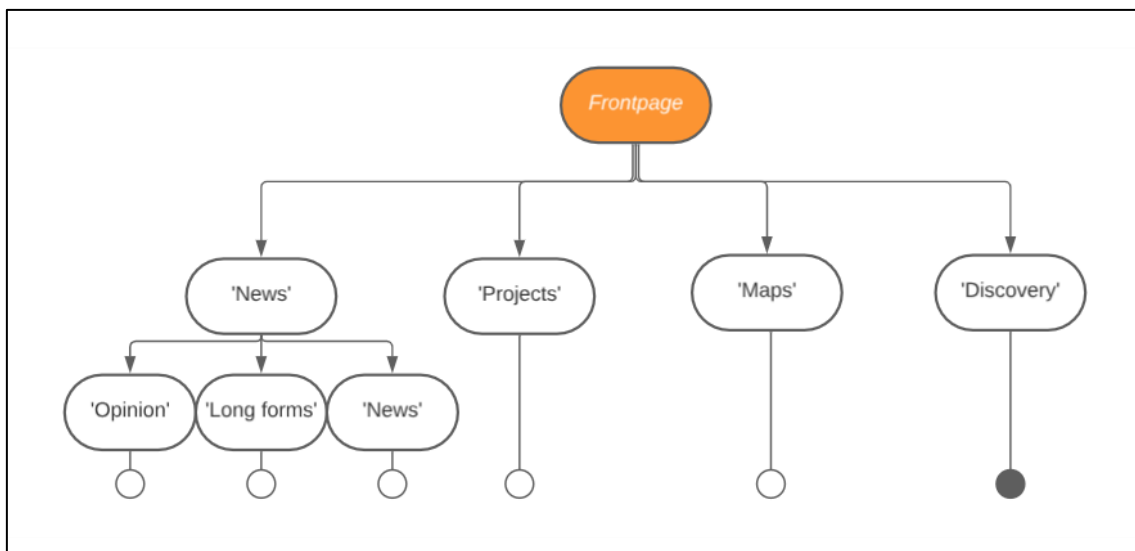 Frontpage
'News'
'Projects'
'Maps'
'Discovery'
'Opinion'
'Long forms'
'News'